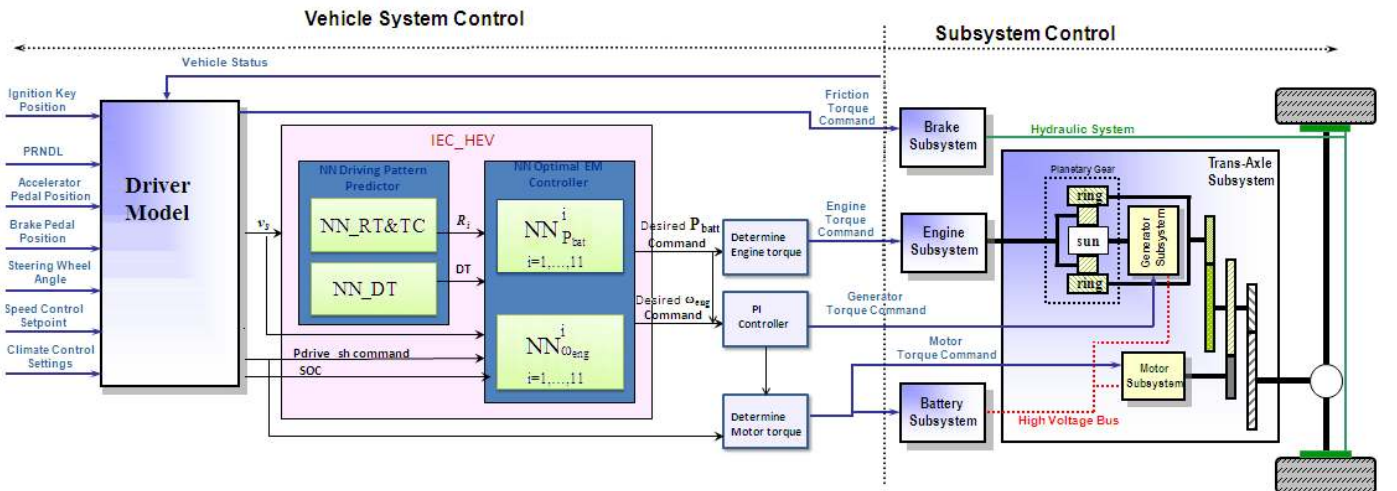 Vehicle System Control
Subsystem Control
Vehicle Status
Ignition Key
Position
PRNDL
Accelerator
Pedal Position
Brake Pedal
Position
Steering Wheel
Angle
Speed Control
Setpoint
Climate Control
Settings
Driver
Model
v_s
Pdrive_sh command
SOC
IEC_HEV
NN Driving Pattern
Predictor
NN_RT&TC
NN_DT
R_i
DT
NN Optimal EM
Controller
NN^i_{P_bat}
i=1,...,11
NN^i_{ω_eng}
i=1,...,11
Desired P_batt
Command
Desired ω_eng
Command
Determine
Engine torque
PI
Controller
Determine
Motor torque
Friction
Torque
Command
Engine
Torque
Command
Generator
Torque Command
Motor
Torque Command
Brake
Subsystem
Engine
Subsystem
Battery
Subsystem
Hydraulic System
High Voltage Bus
Trans-Axle
Subsystem
Planetary Gear
ring
sun
ring
Generator
Subsystem
Motor
Subsystem